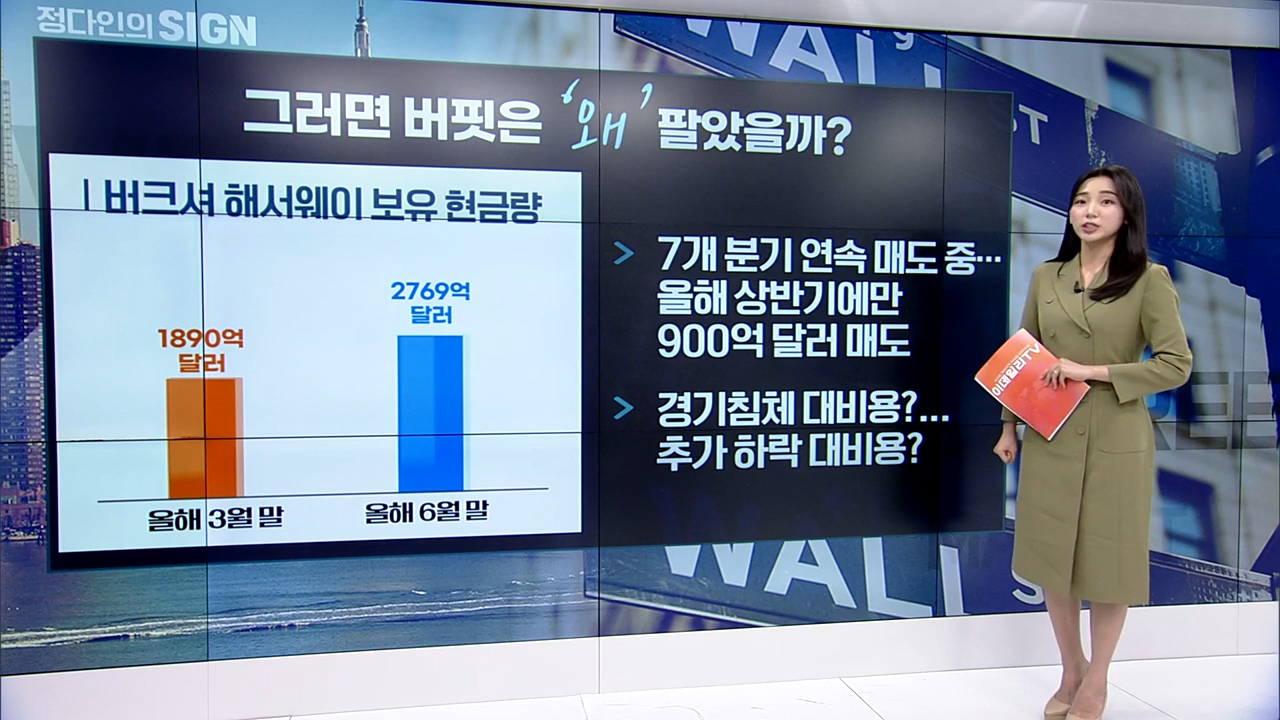 정다인의 SIGN
WALL
ST
그러면 버핏은 '왜' 팔았을까?
| 버크셔 해서웨이 보유 현금량
1890억
달러
2769억
달러
올해 3월 말
올해 6월 말
> 7개 분기 연속 매도 중…
올해 상반기에만
900억 달러 매도
> 경기침체 대비용?...
추가 하락 대비용?
이데일리TV
WALL S